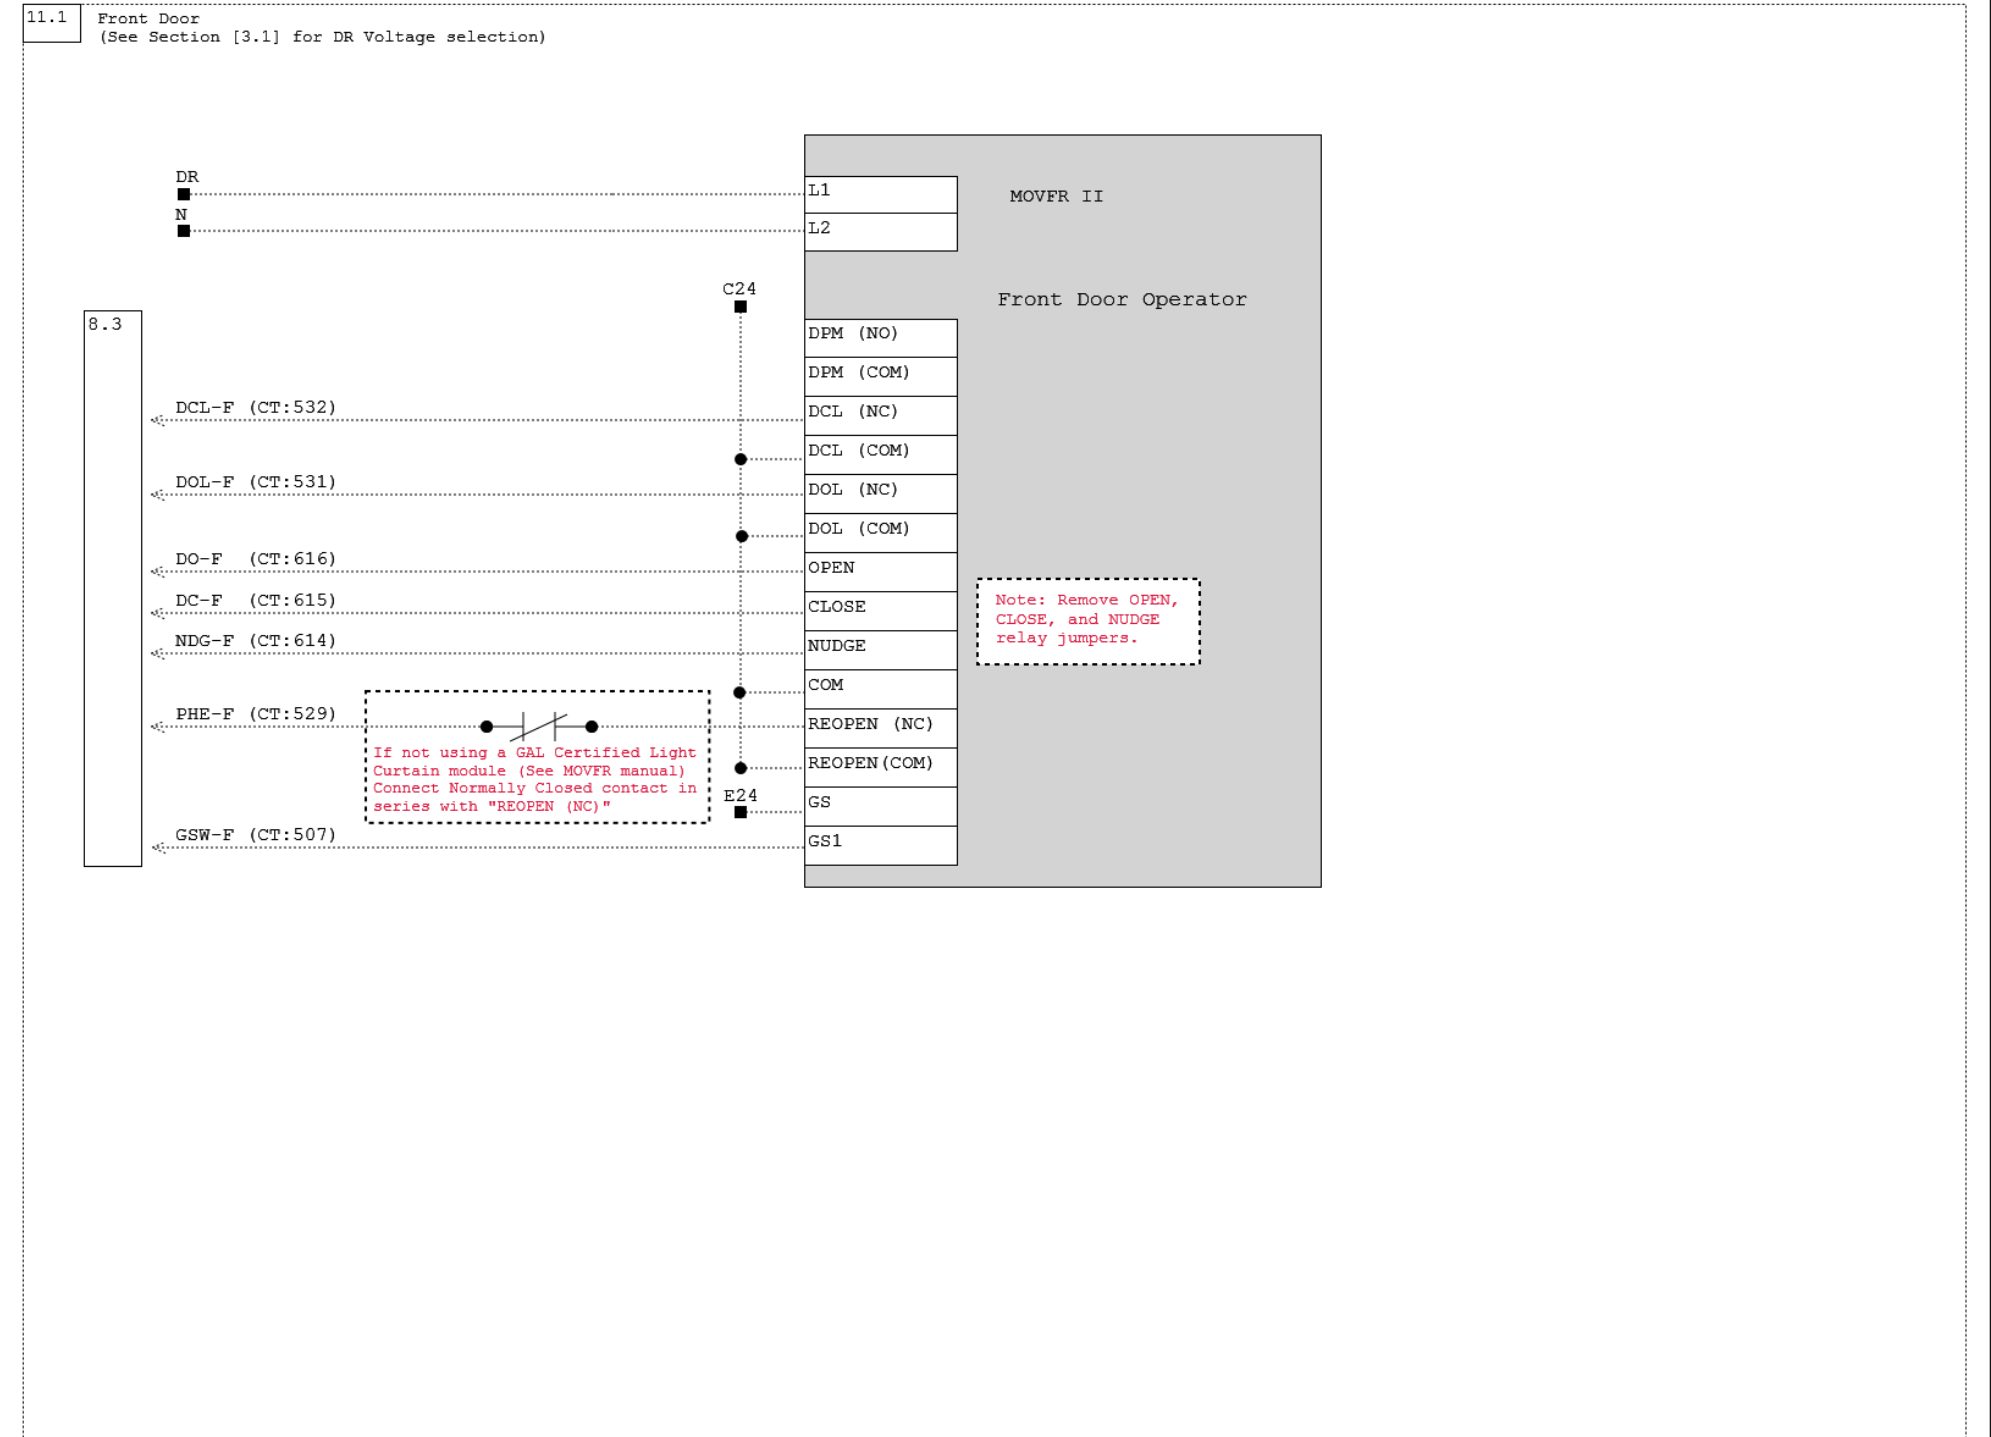 11.1
Front Door
(See Section [3.1] for DR Voltage selection)
DR
N
L1
L2
MOVFR II
Front Door Operator
C24
8.3
DPM (NO)
DPM (COM)
DCL-F (CT:532)
DCL (NC)
DCL (COM)
DOL-F (CT:531)
DOL (NC)
DOL (COM)
DO-F (CT:616)
OPEN
DC-F (CT:615)
CLOSE
NDG-F (CT:614)
NUDGE
Note: Remove OPEN,
CLOSE, and NUDGE
relay jumpers.
COM
PHE-F (CT:529)
REOPEN (NC)
If not using a GAL Certified Light
Curtain module (See MOVFR manual)
Connect Normally Closed contact in
series with "REOPEN (NC)"
REOPEN(COM)
E24
GS
GSW-F (CT:507)
GS1